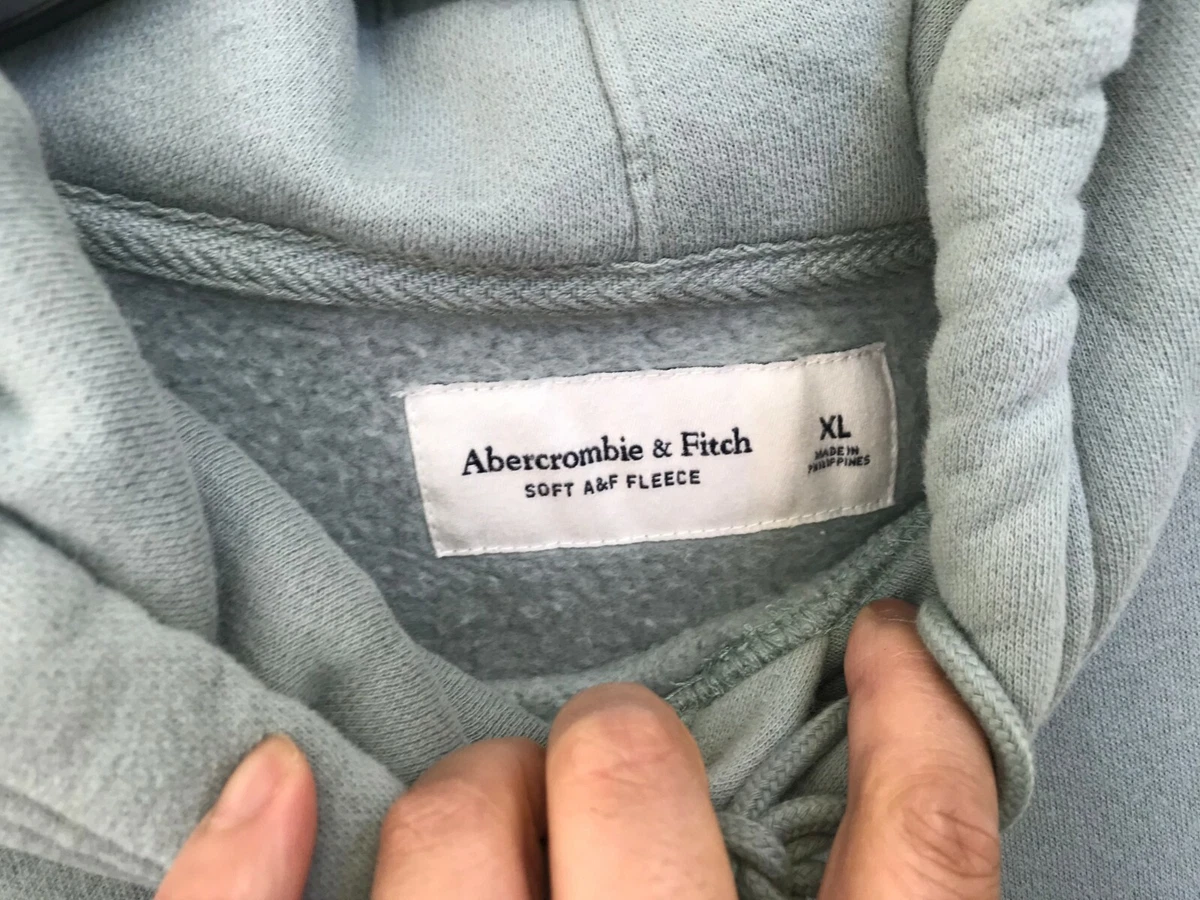 Abercrombie & Fitch
SOFT A&F FLEECE
XL
MADE IN
PHILIPPINES